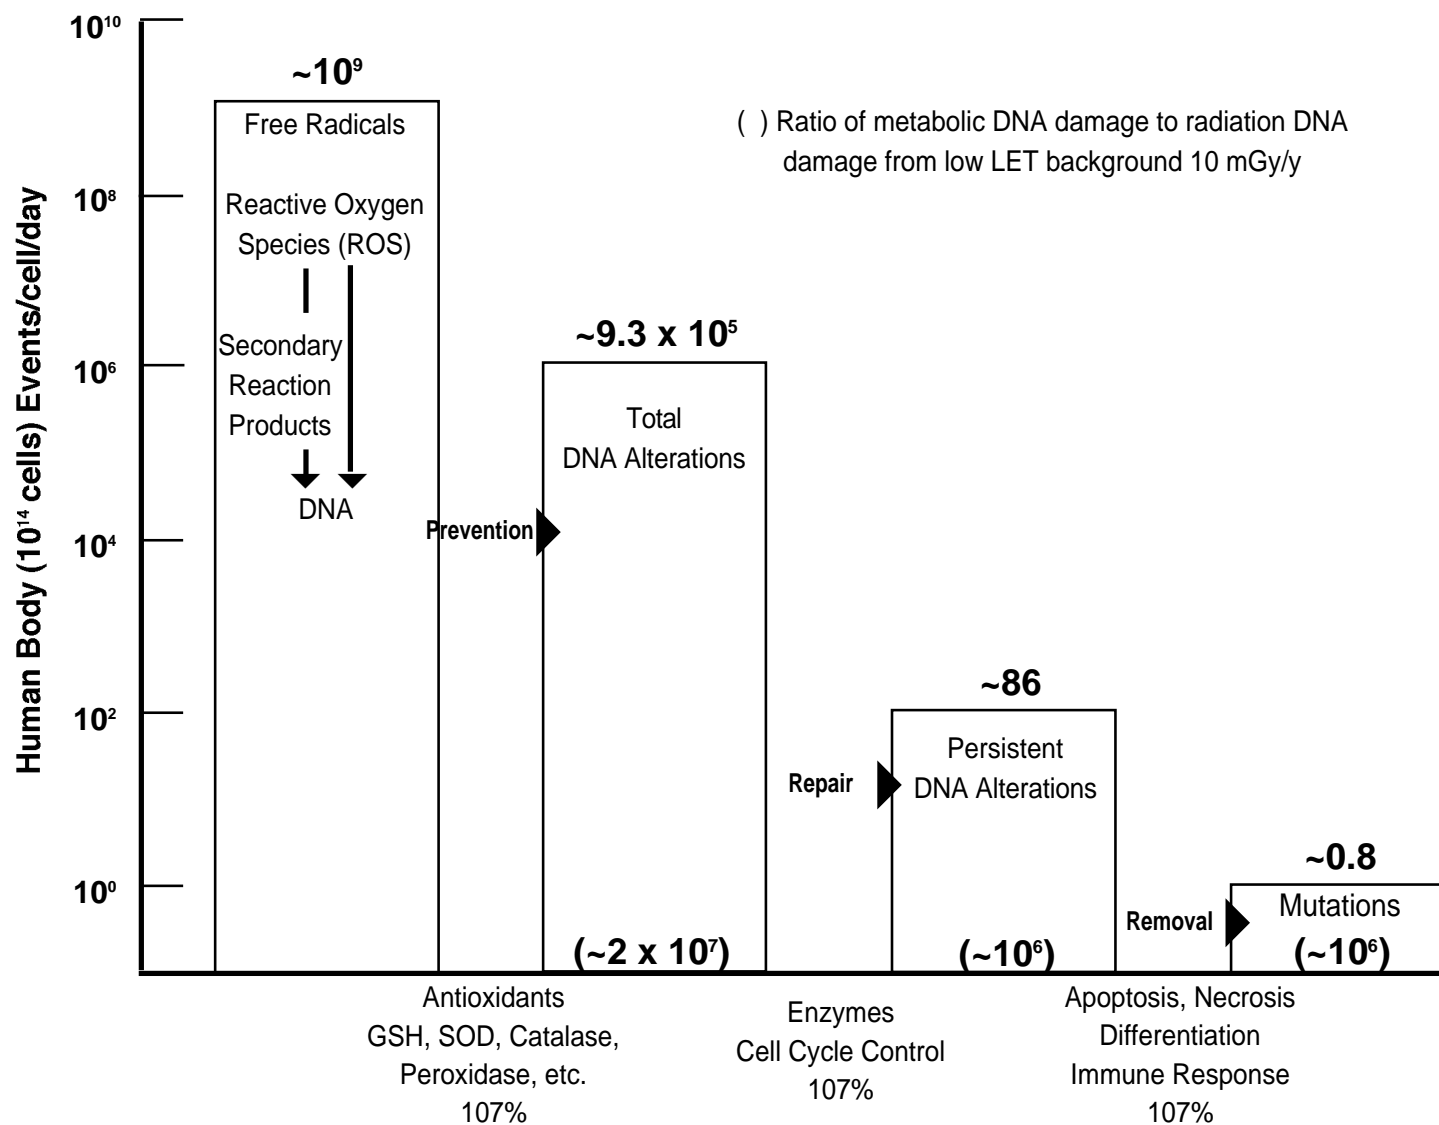 Human Body (10¹⁴ cells) Events/cell/day
10¹⁰
10⁸
10⁶
10⁴
10²
10⁰
( ) Ratio of metabolic DNA damage to radiation DNA
damage from low LET background 10 mGy/y
~10⁹
Free Radicals
Reactive Oxygen
Species (ROS)
Secondary
Reaction
Products
DNA
Prevention
~9.3 x 10⁵
Total
DNA Alterations
(~2 x 10⁷)
Repair
~86
Persistent
DNA Alterations
(~10⁶)
Removal
~0.8
Mutations
(~10⁶)
Antioxidants
GSH, SOD, Catalase,
Peroxidase, etc.
107%
Enzymes
Cell Cycle Control
107%
Apoptosis, Necrosis
Differentiation
Immune Response
107%